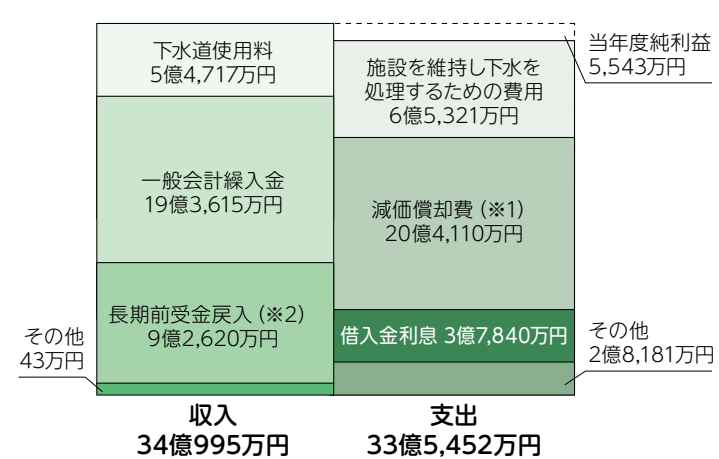 下水道使用料
5億4,717万円
一般会計繰入金
19億3,615万円
長期前受金戻入（※2）
9億2,620万円
その他
43万円
収入
34億995万円
当年度純利益
5,543万円
施設を維持し下水を
処理するための費用
6億5,321万円
減価償却費（※1）
20億4,110万円
借入金利息 3億7,840万円
その他
2億8,181万円
支出
33億5,452万円